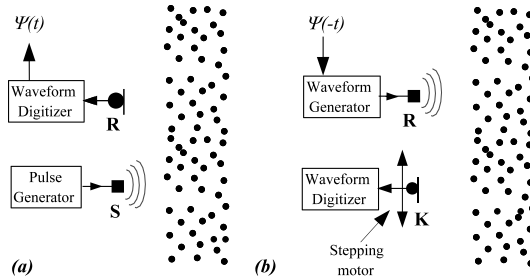 Ψ(t)
Waveform
Digitizer
R
Pulse
Generator
S
(a)
Ψ(-t)
Waveform
Generator
R
Waveform
Digitizer
K
Stepping
motor
(b)